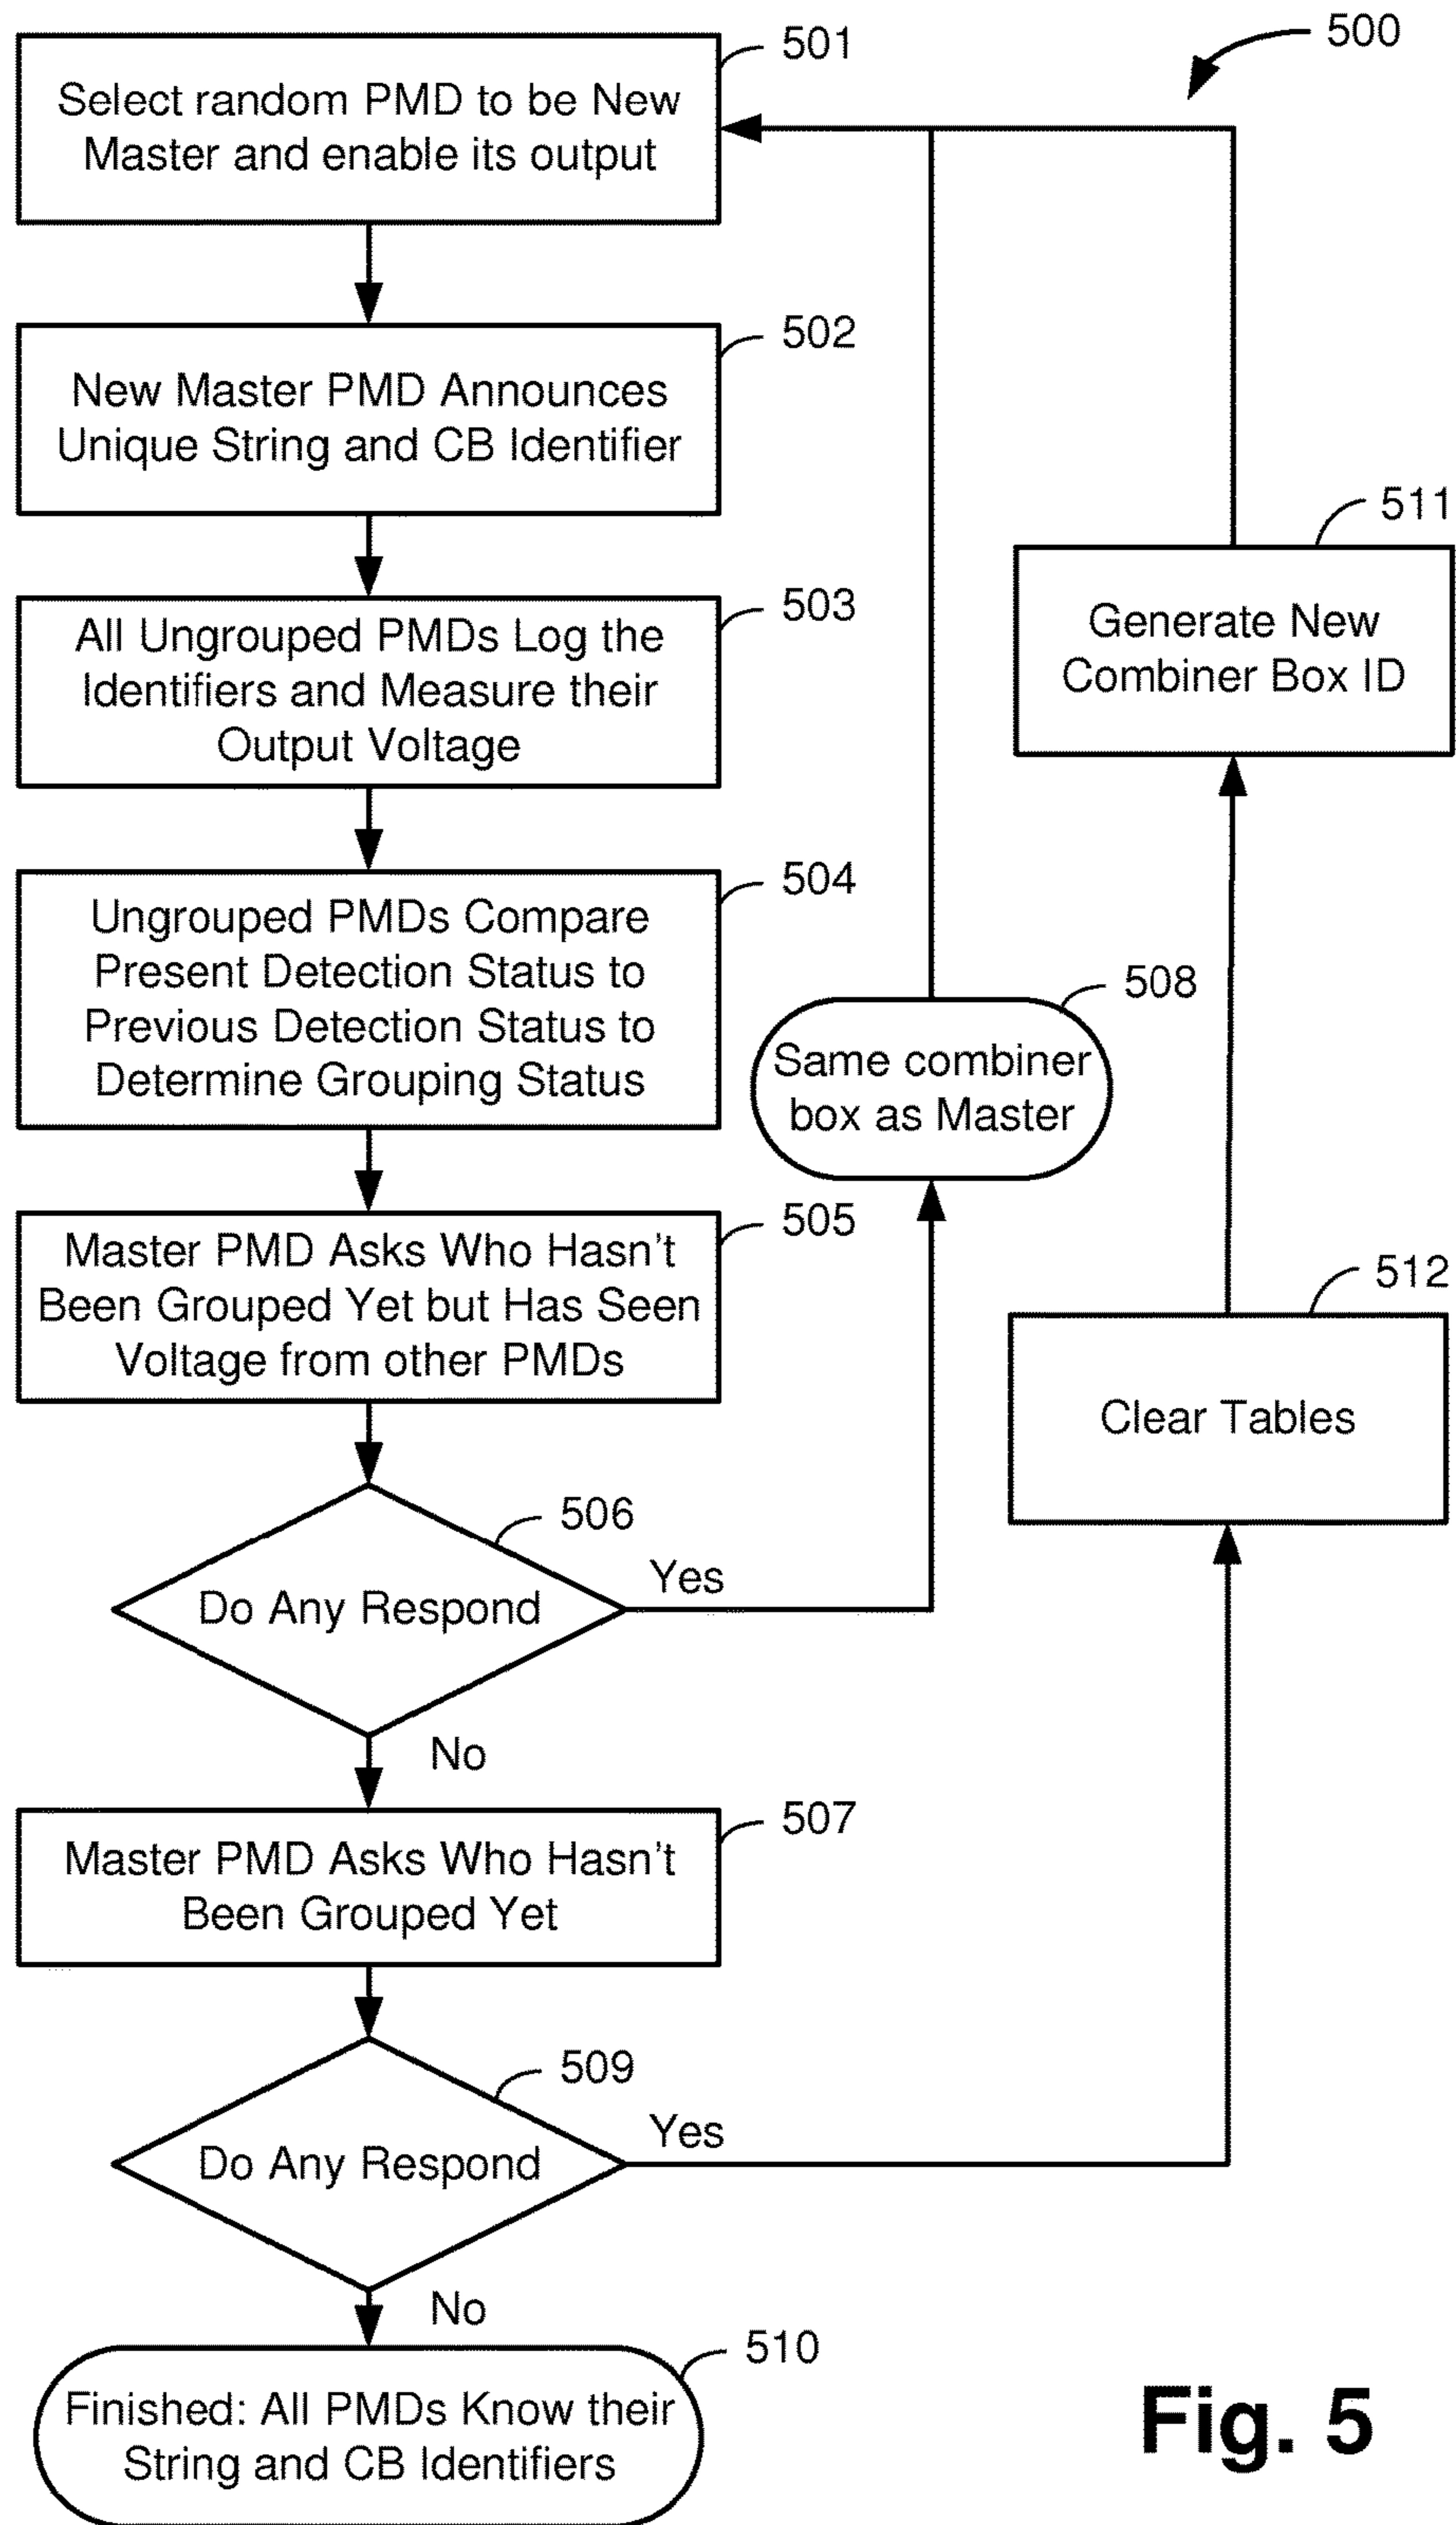 500
501
Select random PMD to be New
Master and enable its output
502
New Master PMD Announces
Unique String and CB Identifier
503
All Ungrouped PMDs Log the
Identifiers and Measure their
Output Voltage
504
Ungrouped PMDs Compare
Present Detection Status to
Previous Detection Status to
Determine Grouping Status
505
Master PMD Asks Who Hasn't
Been Grouped Yet but Has Seen
Voltage from other PMDs
506
Do Any Respond
Yes
No
508
Same combiner
box as Master
507
Master PMD Asks Who Hasn't
Been Grouped Yet
509
Do Any Respond
Yes
No
512
Clear Tables
511
Generate New
Combiner Box ID
510
Finished: All PMDs Know their
String and CB Identifiers
Fig. 5